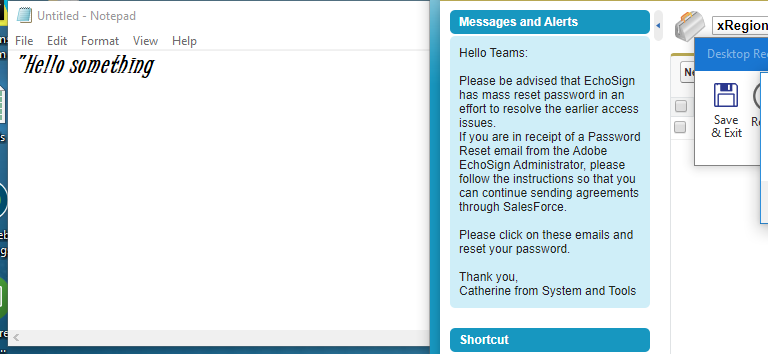 Untitled - Notepad
File Edit Format View Help
"Hello something
Messages and Alerts
Hello Teams:
Please be advised that EchoSign
has mass reset password in an
effort to resolve the earlier access
issues.
If you are in receipt of a Password
Reset email from the Adobe
EchoSign Administrator, please
follow the instructions so that you
can continue sending agreements
through SalesForce.
Please click on these emails and
reset your password.
Thank you,
Catherine from System and Tools
Shortcut
xRegion
Desktop Rec
Save
& Exit